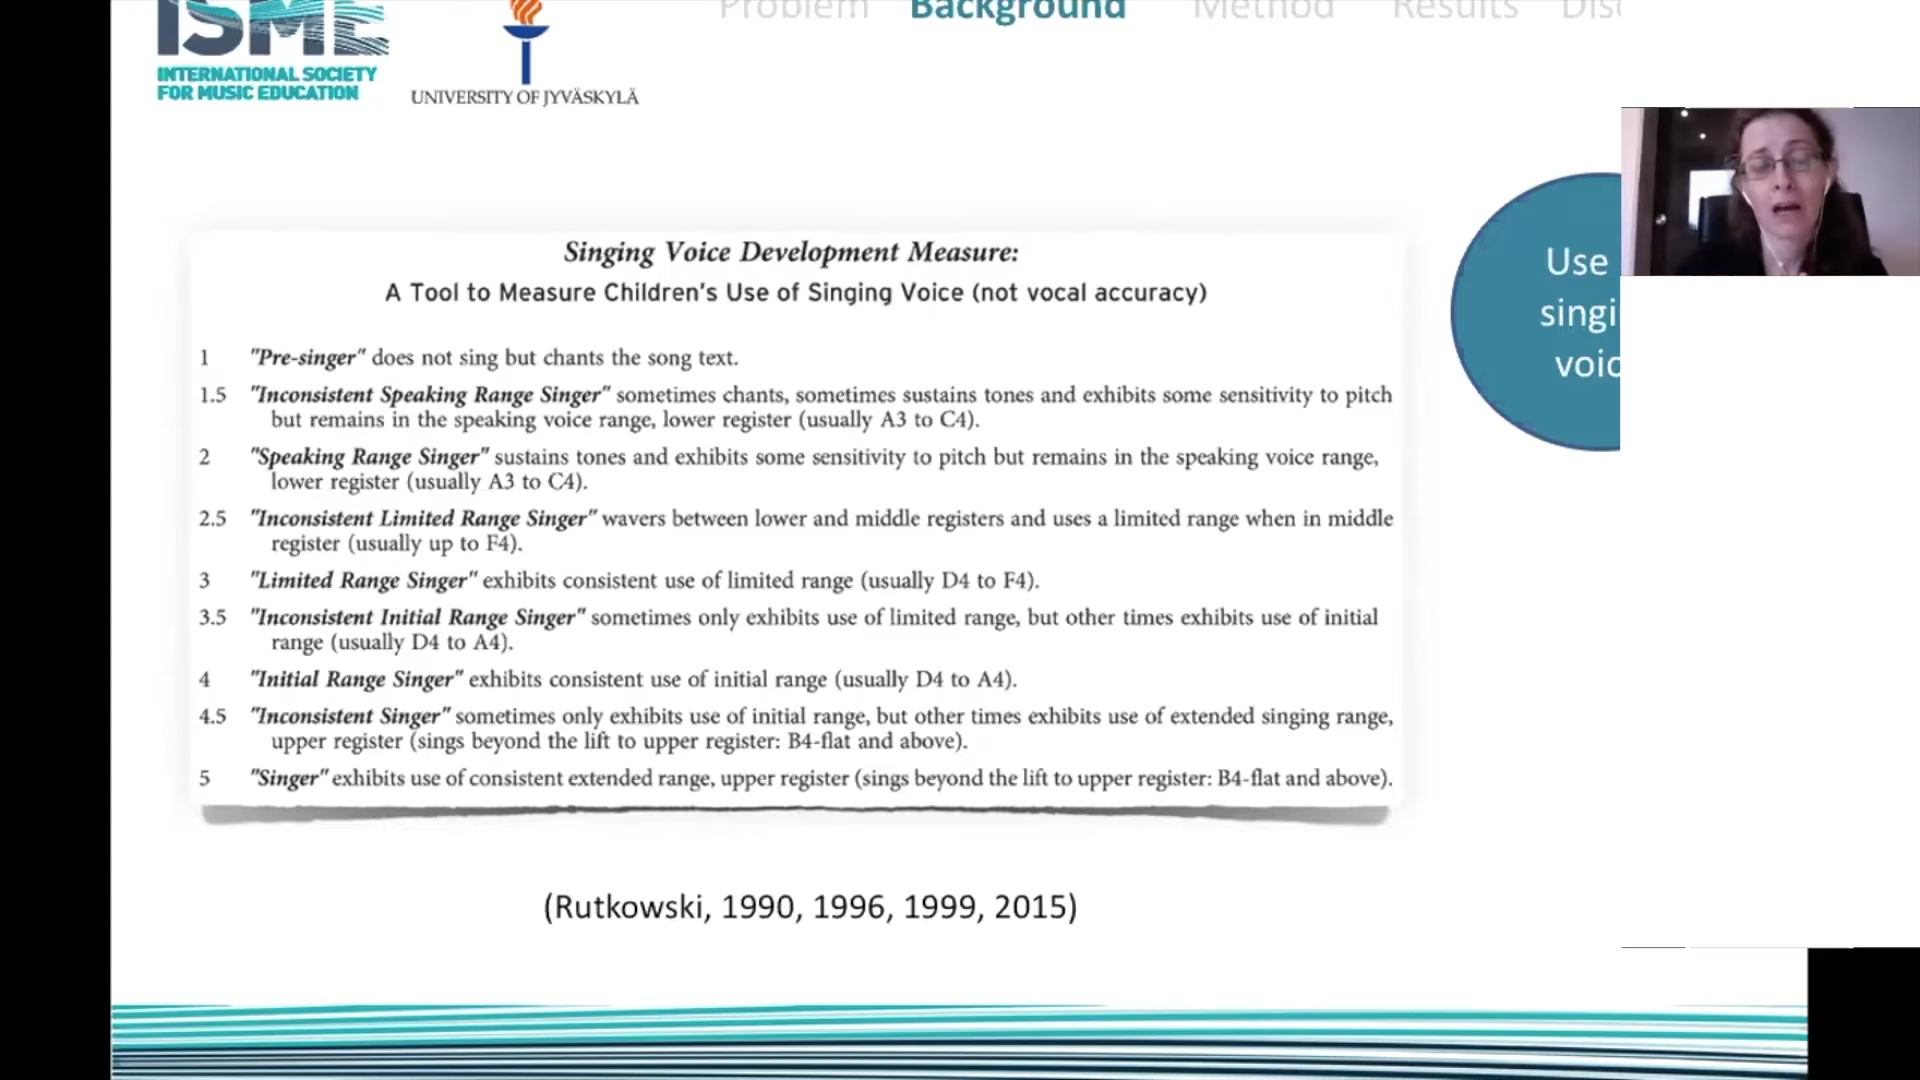 ISME
INTERNATIONAL SOCIETY
FOR MUSIC EDUCATION
UNIVERSITY OF JYVÄSKYLÄ
Problem Background Method Results
Singing Voice Development Measure:
A Tool to Measure Children's Use of Singing Voice (not vocal accuracy)
1 "Pre-singer" does not sing but chants the song text.
1.5 "Inconsistent Speaking Range Singer" sometimes chants, sometimes sustains tones and exhibits some sensitivity to pitch
but remains in the speaking voice range, lower register (usually A3 to C4).
2 "Speaking Range Singer" sustains tones and exhibits some sensitivity to pitch but remains in the speaking voice range,
lower register (usually A3 to C4).
2.5 "Inconsistent Limited Range Singer" wavers between lower and middle registers and uses a limited range when in middle
register (usually up to F4).
3 "Limited Range Singer" exhibits consistent use of limited range (usually D4 to F4).
3.5 "Inconsistent Initial Range Singer" sometimes only exhibits use of limited range, but other times exhibits use of initial
range (usually D4 to A4).
4 "Initial Range Singer" exhibits consistent use of initial range (usually D4 to A4).
4.5 "Inconsistent Singer" sometimes only exhibits use of initial range, but other times exhibits use of extended singing range,
upper register (sings beyond the lift to upper register: B4-flat and above).
5 "Singer" exhibits use of consistent extended range, upper register (sings beyond the lift to upper register: B4-flat and above).
Use
singi
voic
(Rutkowski, 1990, 1996, 1999, 2015)